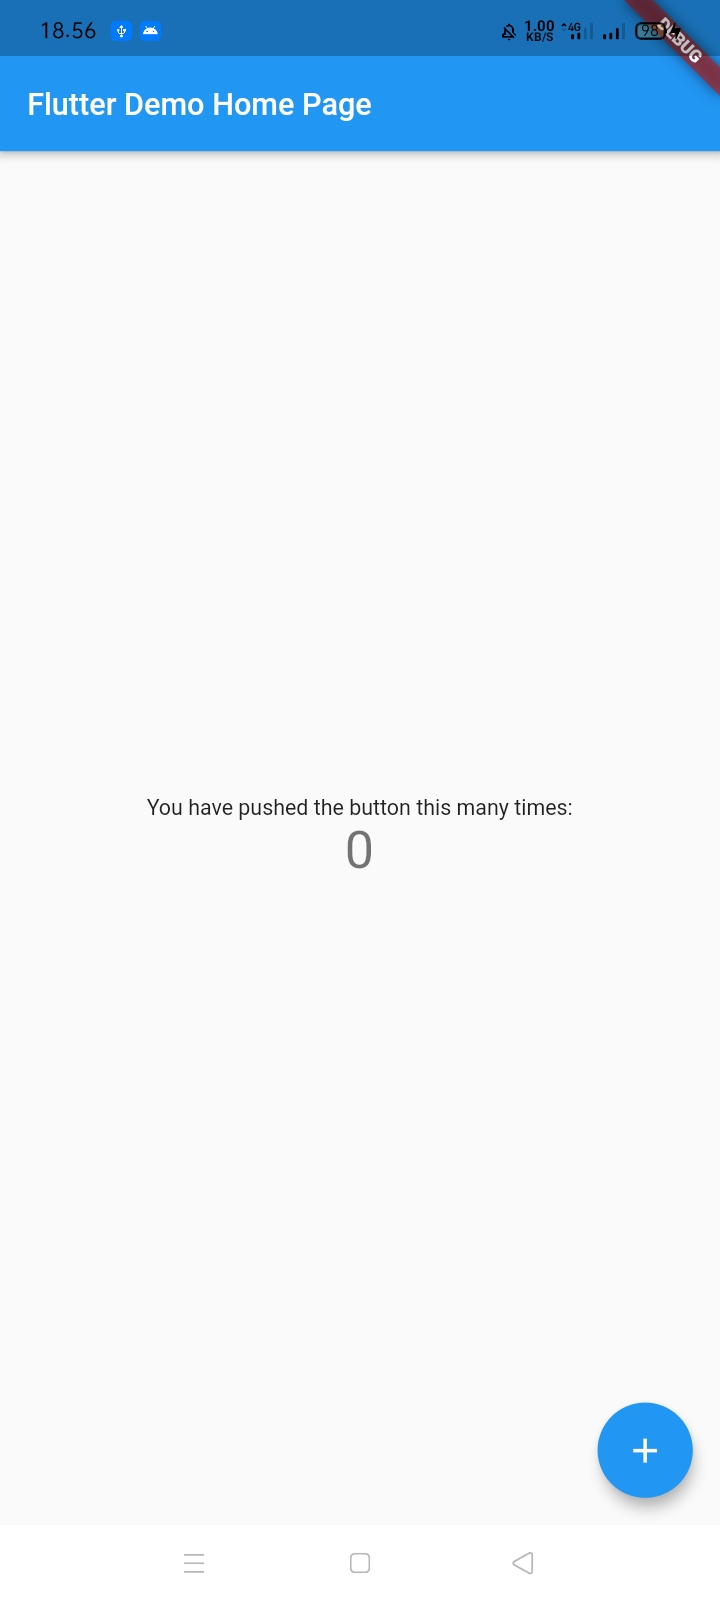 18.56
1.00
KB/S
4G
98
DEBUG
Flutter Demo Home Page
You have pushed the button this many times:
0